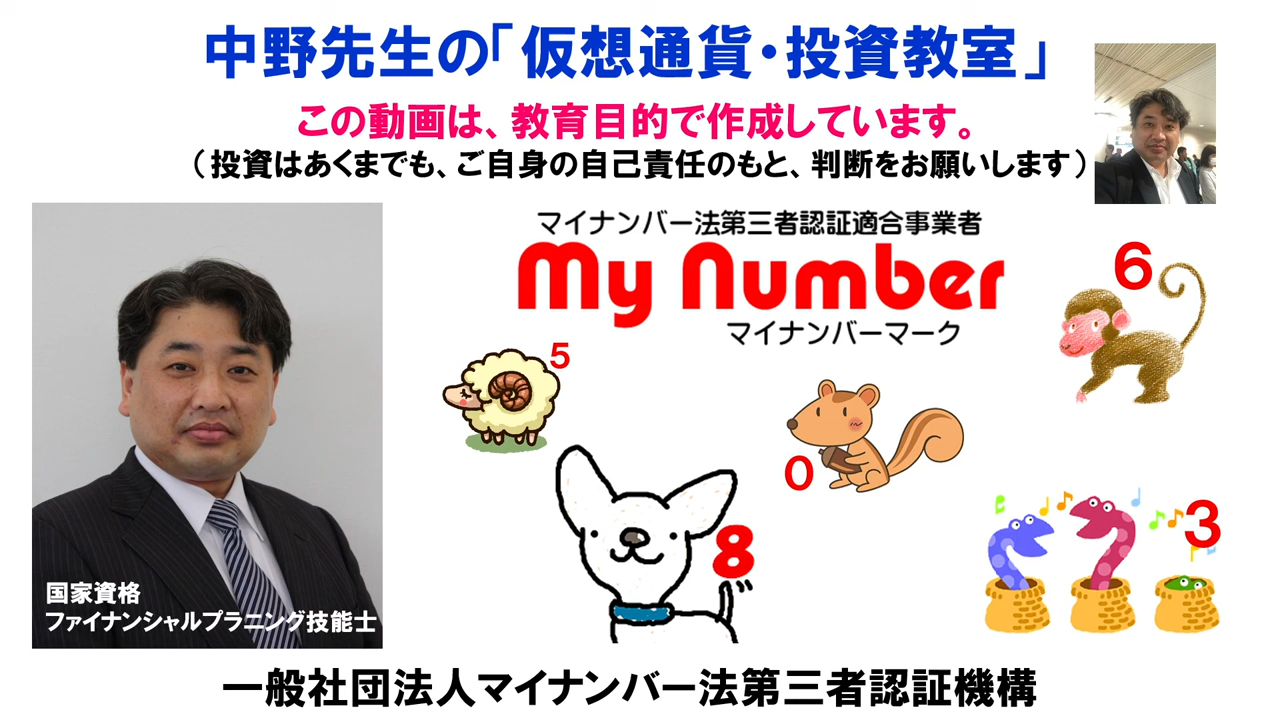 中野先生の「仮想通貨・投資教室」
この動画は、教育目的で作成しています。
（投資はあくまでも、ご自身の自己責任のもと、判断をお願いします）
マイナンバー法第三者認証適合事業者
My Number
マイナンバーマーク
6
5
0
8
3
国家資格
ファイナンシャルプラニング技能士
一般社団法人マイナンバー法第三者認証機構